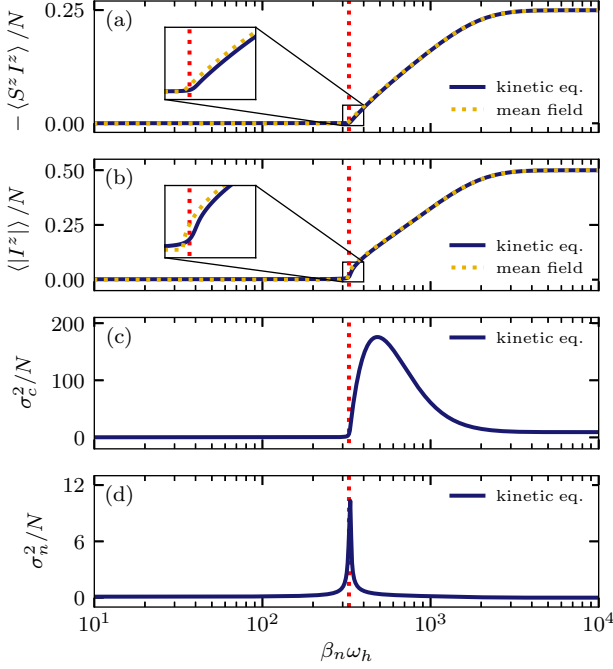 (a)
− ⟨S^z I^z⟩ /N
0.25
0.00
kinetic eq.
mean field
(b)
⟨|I^z|⟩ /N
0.50
0.25
0.00
kinetic eq.
mean field
(c)
σ_c^2/N
200
100
0
kinetic eq.
(d)
σ_n^2/N
12
6
0
kinetic eq.
10^1 10^2 10^3 10^4
β_n ω_h